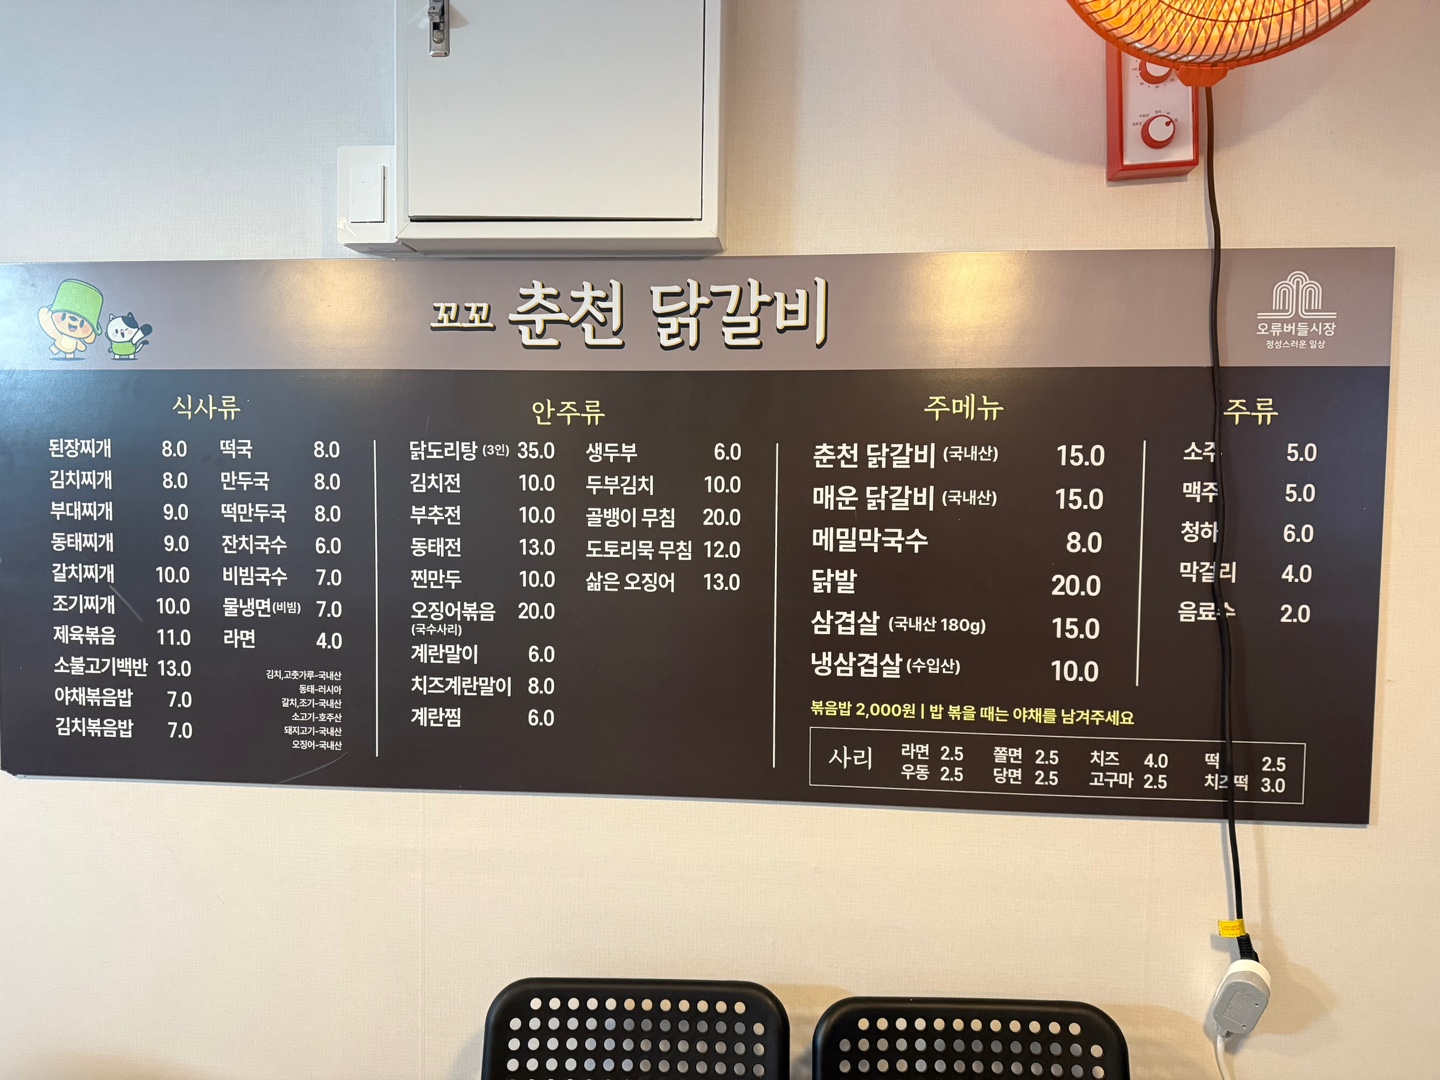 꼬꼬 춘천 닭갈비
오류버들시장
정성스러운 일상
식사류
된장찌개 8.0
김치찌개 8.0
부대찌개 9.0
동태찌개 9.0
갈치찌개 10.0
조기찌개 10.0
제육볶음 11.0
소불고기백반 13.0
야채볶음밥 7.0
김치볶음밥 7.0
떡국 8.0
만두국 8.0
떡만두국 8.0
잔치국수 6.0
비빔국수 7.0
물냉면(비빔) 7.0
라면 4.0
김치,고춧가루-국내산
동태-러시아
갈치,조기-국내산
소고기-호주산
돼지고기-국내산
오징어-국내산
안주류
닭도리탕 (3인) 35.0
김치전 10.0
부추전 10.0
동태전 13.0
찐만두 10.0
오징어볶음 20.0
(국수사리)
계란말이 6.0
치즈계란말이 8.0
계란찜 6.0
생두부 6.0
두부김치 10.0
골뱅이 무침 20.0
도토리묵 무침 12.0
삶은 오징어 13.0
주메뉴
춘천 닭갈비 (국내산) 15.0
매운 닭갈비 (국내산) 15.0
메밀막국수 8.0
닭발 20.0
삼겹살 (국내산 180g) 15.0
냉삼겹살 (수입산) 10.0
볶음밥 2,000원 | 밥 볶을 때는 야채를 남겨주세요
사리
라면 2.5 쫄면 2.5 치즈 4.0 떡 2.5
우동 2.5 당면 2.5 고구마 2.5 치즈떡 3.0
주류
소주 5.0
맥주 5.0
청하 6.0
막걸리 4.0
음료수 2.0